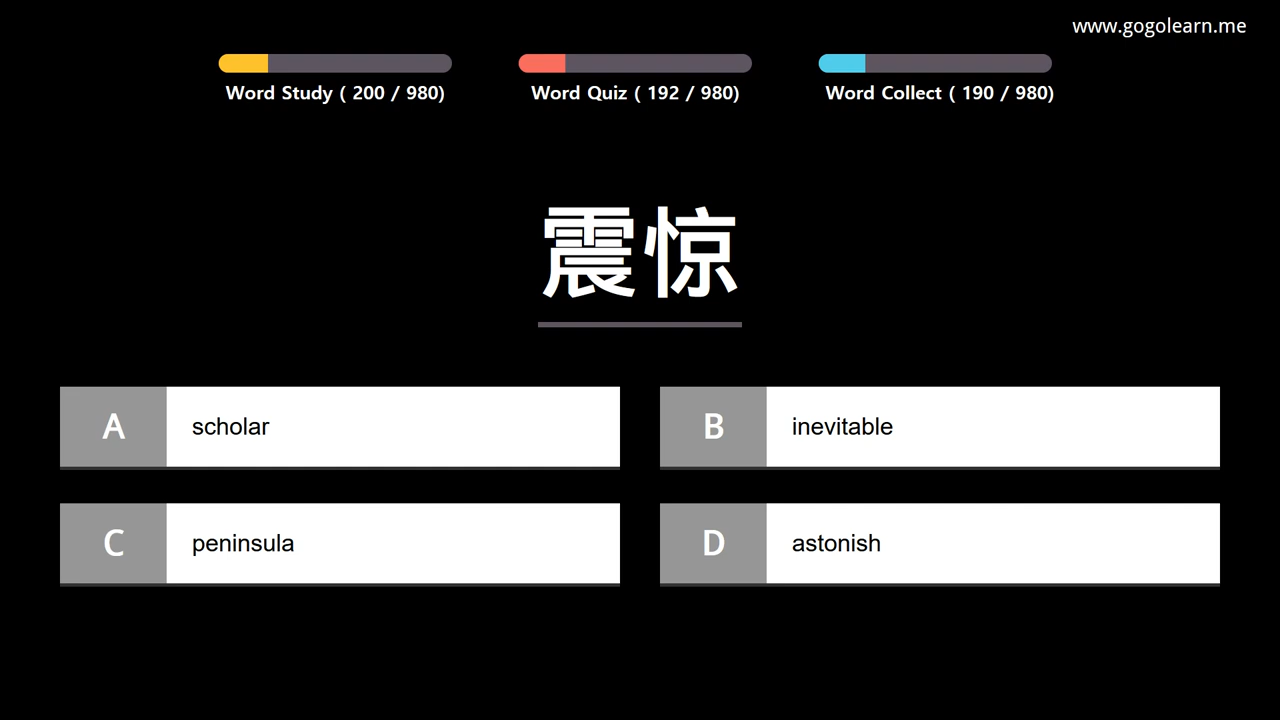 www.gogolearn.me
Word Study ( 200 / 980)
Word Quiz ( 192 / 980)
Word Collect ( 190 / 980)
震惊
A scholar
B inevitable
C peninsula
D astonish